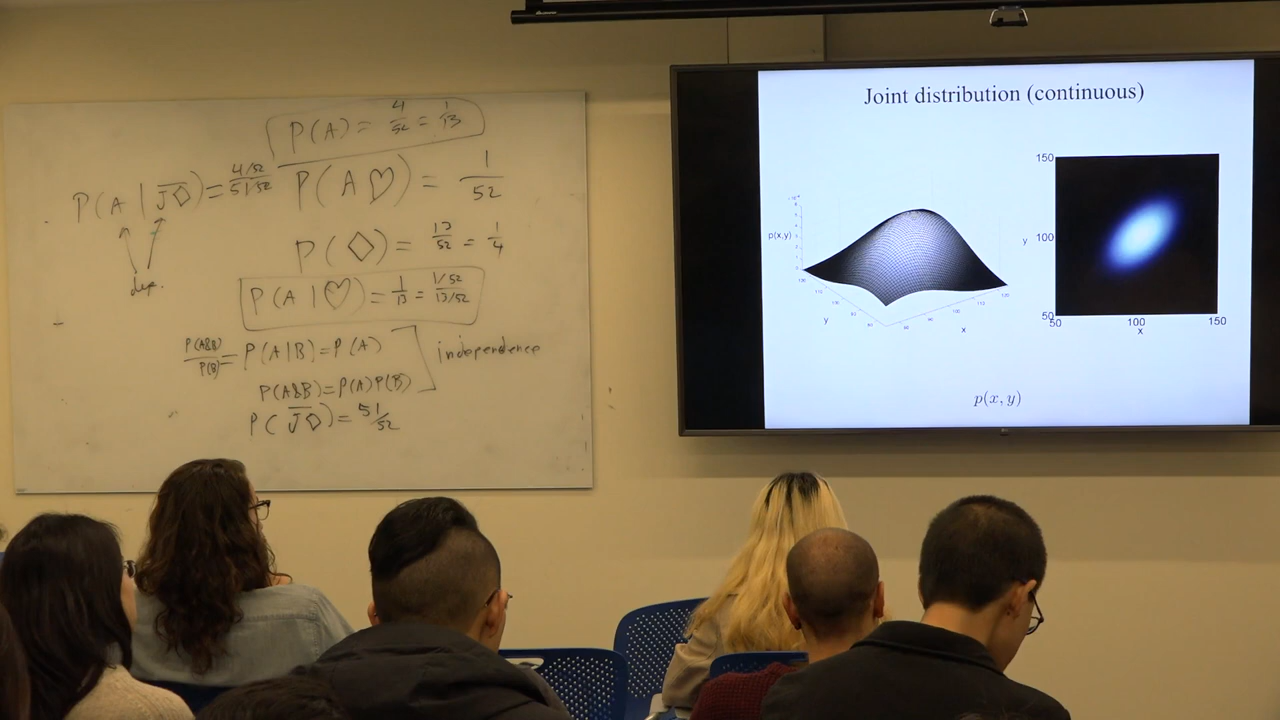 P(A) = 4/52 = 1/13
P(A | J̅♢) = 4/52 / 51/52
P(A ♡) = 1/52
P(♢) = 13/52 = 1/4
dep.
P(A | ♡) = 1/13 = 1/52 / 13/52
P(A&B) / P(B) = P(A|B) = P(A)
independence
P(A&B) = P(A)P(B)
P(J̅♢) = 51/52
Joint distribution (continuous)
p(x,y)
y
x
150
100
50
y
50 100 150
x
p(x, y)